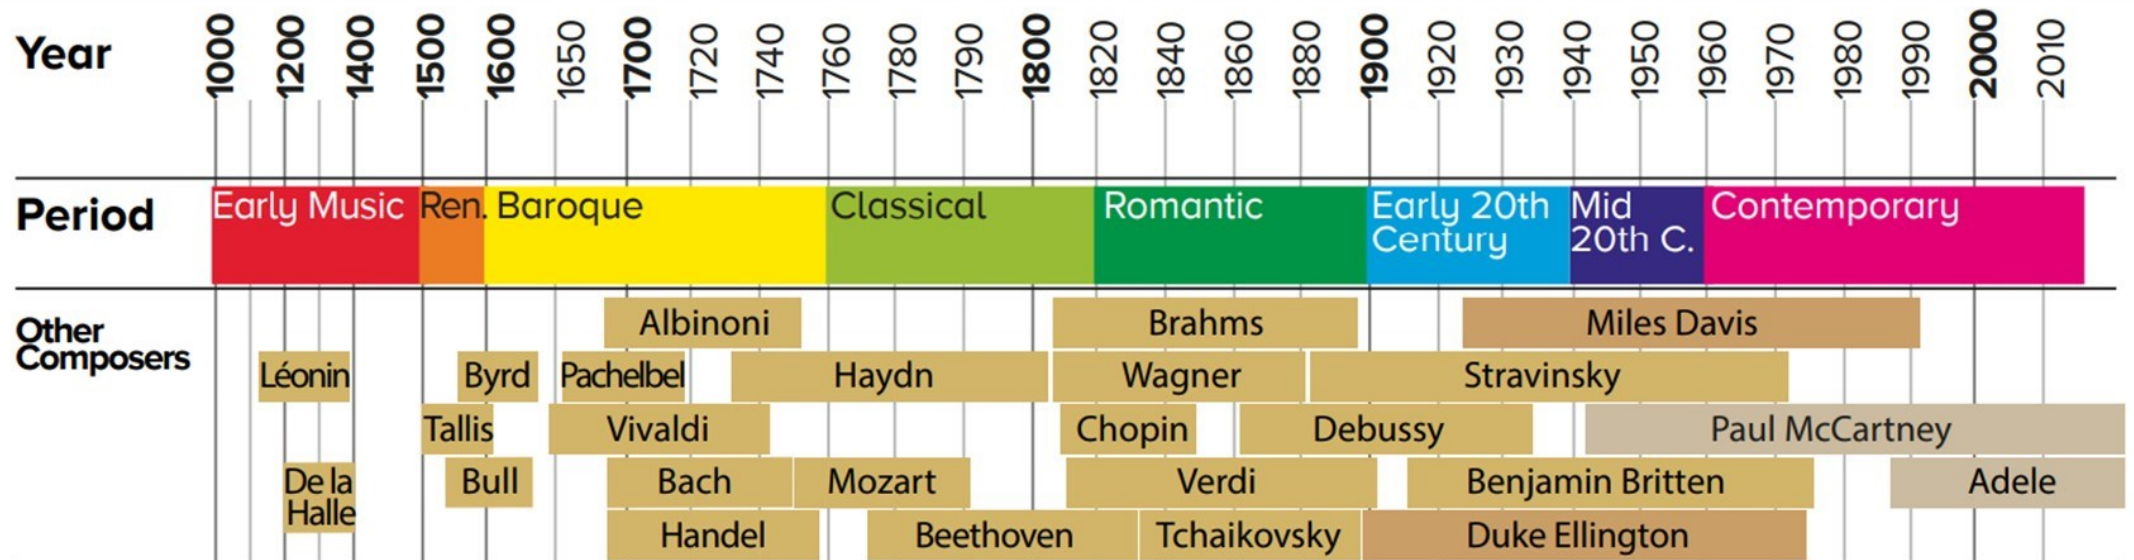 Year 1000 1200 1400 1500 1600 1650 1700 1720 1740 1760 1780 1790 1800 1820 1840 1860 1880 1900 1920 1930 1940 1950 1960 1970 1980 1990 2000 2010
Period Early Music Ren. Baroque Classical Romantic Early 20th Century Mid 20th C. Contemporary
Other Composers
Albinoni Brahms Miles Davis
Léonin Byrd Pachelbel Haydn Wagner Stravinsky
Tallis Vivaldi Chopin Debussy Paul McCartney
De la Halle Bull Bach Mozart Verdi Benjamin Britten Adele
Handel Beethoven Tchaikovsky Duke Ellington